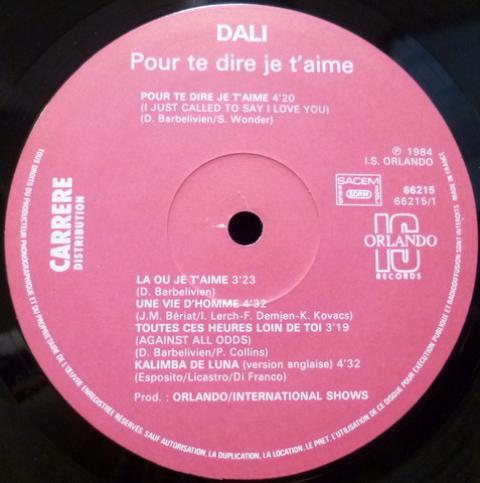 DALI
Pour te dire je t'aime
POUR TE DIRE JE T'AIME 4'20
(I JUST CALLED TO SAY I LOVE YOU)
(D. Barbelivien/S. Wonder)
℗ 1984
I.S. ORLANDO
SACEM
SDRM
66215
66215/1
CARRERE
DISTRIBUTION
IS
ORLANDO
RECORDS
LA OU JE T'AIME 3'23
(D. Barbelivien)
UNE VIE D'HOMME 4'32
(J.M. Bériat/I. Lerch-F. Demjen-K. Kovacs)
TOUTES CES HEURES LOIN DE TOI 3'19
(AGAINST ALL ODDS)
(D. Barbelivien/P. Collins)
KALIMBA DE LUNA (version anglaise) 4'32
(Esposito/Licastro/Di Franco)
Prod. : ORLANDO/INTERNATIONAL SHOWS
TOUS DROITS DU PRODUCTEUR PHONOGRAPHIQUE ET DU PROPRIETAIRE DE L'ŒUVRE ENREGISTRÉE RÉSERVÉS SAUF AUTORISATION, LA DUPLICATION, LA LOCATION, LE PRET, L'UTILISATION DE CE DISQUE POUR EXECUTION PUBLIQUE ET RADIODIFFUSION SONT INTERDITS. MADE IN FRANCE